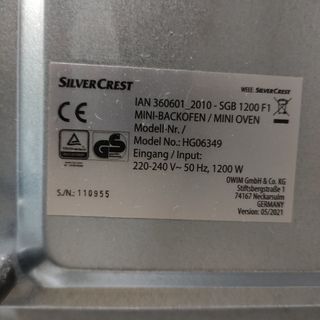 SILVERCREST
IAN 360601_2010 - SGB 1200 F1
WEEE: SILVERCREST
MINI-BACKOFEN / MINI OVEN
Modell-Nr. /
Model No.: HG06349
Eingang / Input:
220-240 V~ 50 Hz, 1200 W
OWIM GmbH & Co. KG
Stiftsbergstraße 1
74167 Neckarsulm
GERMANY
Version: 05/2021
S./N.: 110955